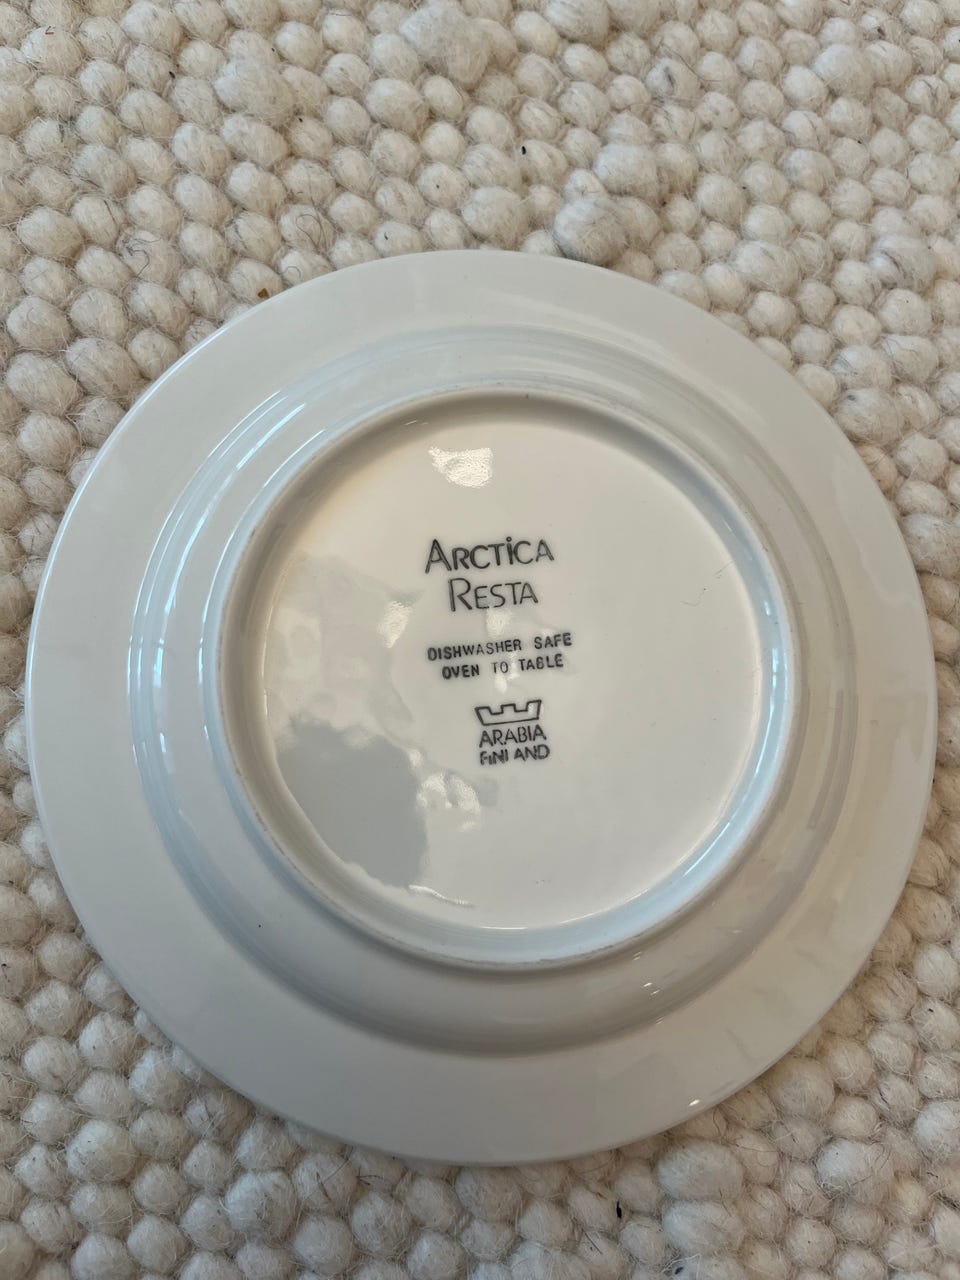 ARCTiCA
RESTA
DISHWASHER SAFE
OVEN TO TABLE
ARABIA
FINLAND